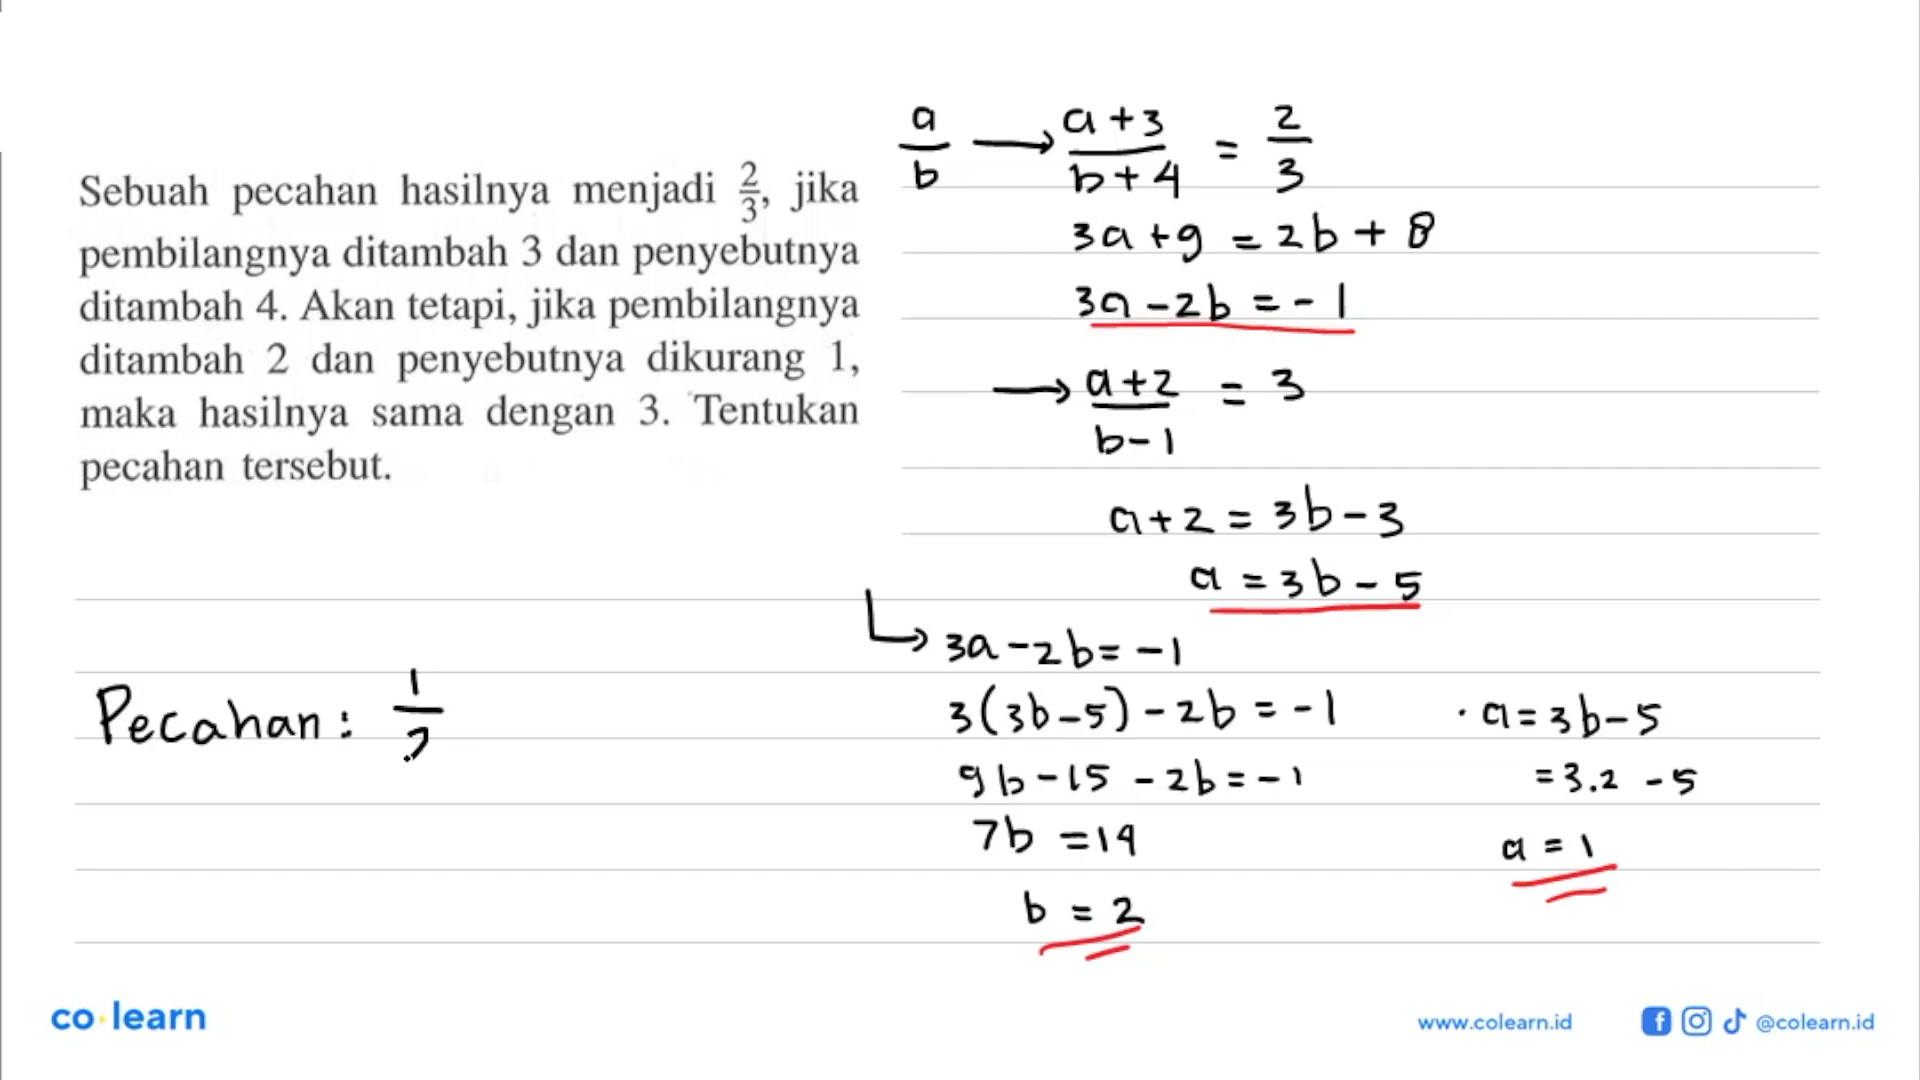 Sebuah pecahan hasilnya menjadi 2/3, jika
pembilangnya ditambah 3 dan penyebutnya
ditambah 4. Akan tetapi, jika pembilangnya
ditambah 2 dan penyebutnya dikurang 1,
maka hasilnya sama dengan 3. Tentukan
pecahan tersebut.
a/b → (a+3)/(b+4) = 2/3
3a+9 = 2b+8
3a-2b = -1
→ (a+2)/(b-1) = 3
a+2 = 3b-3
a = 3b-5
↳ 3a-2b = -1
3(3b-5)-2b = -1
9b-15-2b = -1
7b = 14
b = 2
· a = 3b-5
= 3.2 -5
a = 1
Pecahan: 1/2
co learn
www.colearn.id
@colearn.id